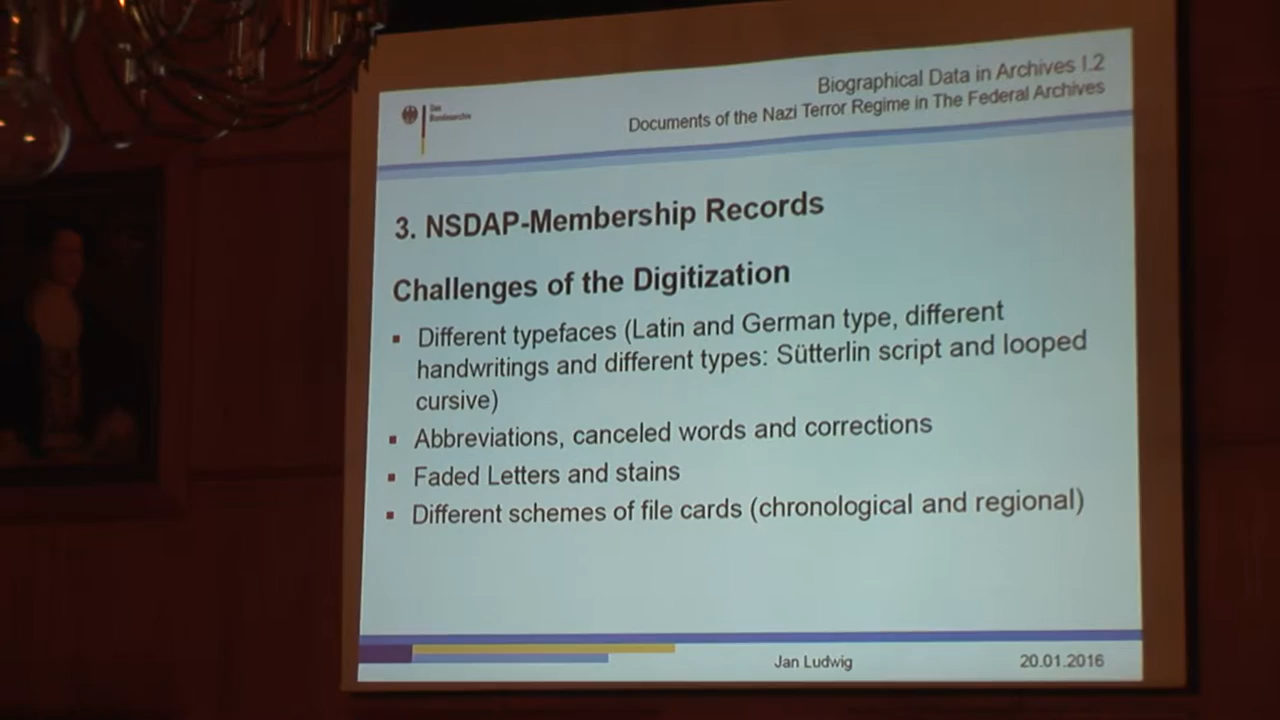 Das
Bundesarchiv
Biographical Data in Archives I.2
Documents of the Nazi Terror Regime in The Federal Archives
3. NSDAP-Membership Records
Challenges of the Digitization
▪ Different typefaces (Latin and German type, different
handwritings and different types: Sütterlin script and looped
cursive)
▪ Abbreviations, canceled words and corrections
▪ Faded Letters and stains
▪ Different schemes of file cards (chronological and regional)
Jan Ludwig
20.01.2016